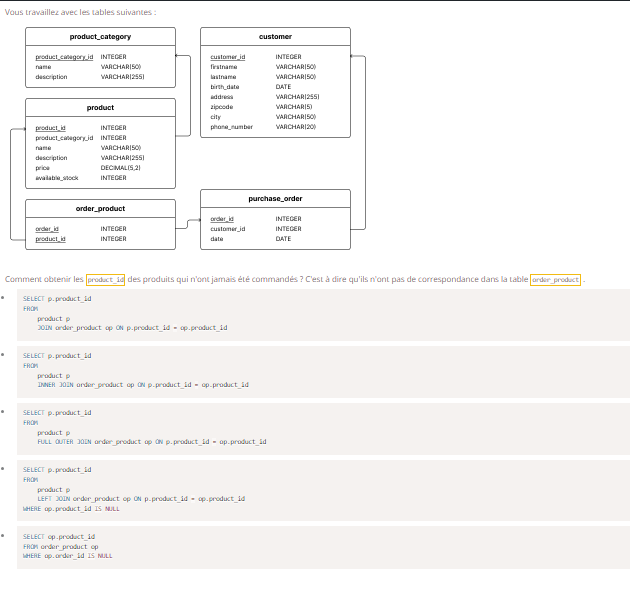 Vous travaillez avec les tables suivantes :
product_category
product_category_id INTEGER
name VARCHAR(50)
description VARCHAR(255)
customer
customer_id INTEGER
firstname VARCHAR(50)
lastname VARCHAR(50)
birth_date DATE
address VARCHAR(255)
zipcode VARCHAR(5)
city VARCHAR(50)
phone_number VARCHAR(20)
product
product_id INTEGER
product_category_id INTEGER
name VARCHAR(50)
description VARCHAR(255)
price DECIMAL(5,2)
available_stock INTEGER
order_product
order_id INTEGER
product_id INTEGER
purchase_order
order_id INTEGER
customer_id INTEGER
date DATE
Comment obtenir les product_id des produits qui n'ont jamais été commandés ? C'est à dire qu'ils n'ont pas de correspondance dans la table order_product .
SELECT p.product_id
FROM
product p
JOIN order_product op ON p.product_id = op.product_id
SELECT p.product_id
FROM
product p
INNER JOIN order_product op ON p.product_id = op.product_id
SELECT p.product_id
FROM
product p
FULL OUTER JOIN order_product op ON p.product_id = op.product_id
SELECT p.product_id
FROM
product p
LEFT JOIN order_product op ON p.product_id = op.product_id
WHERE op.product_id IS NULL
SELECT op.product_id
FROM order_product op
WHERE op.order_id IS NULL